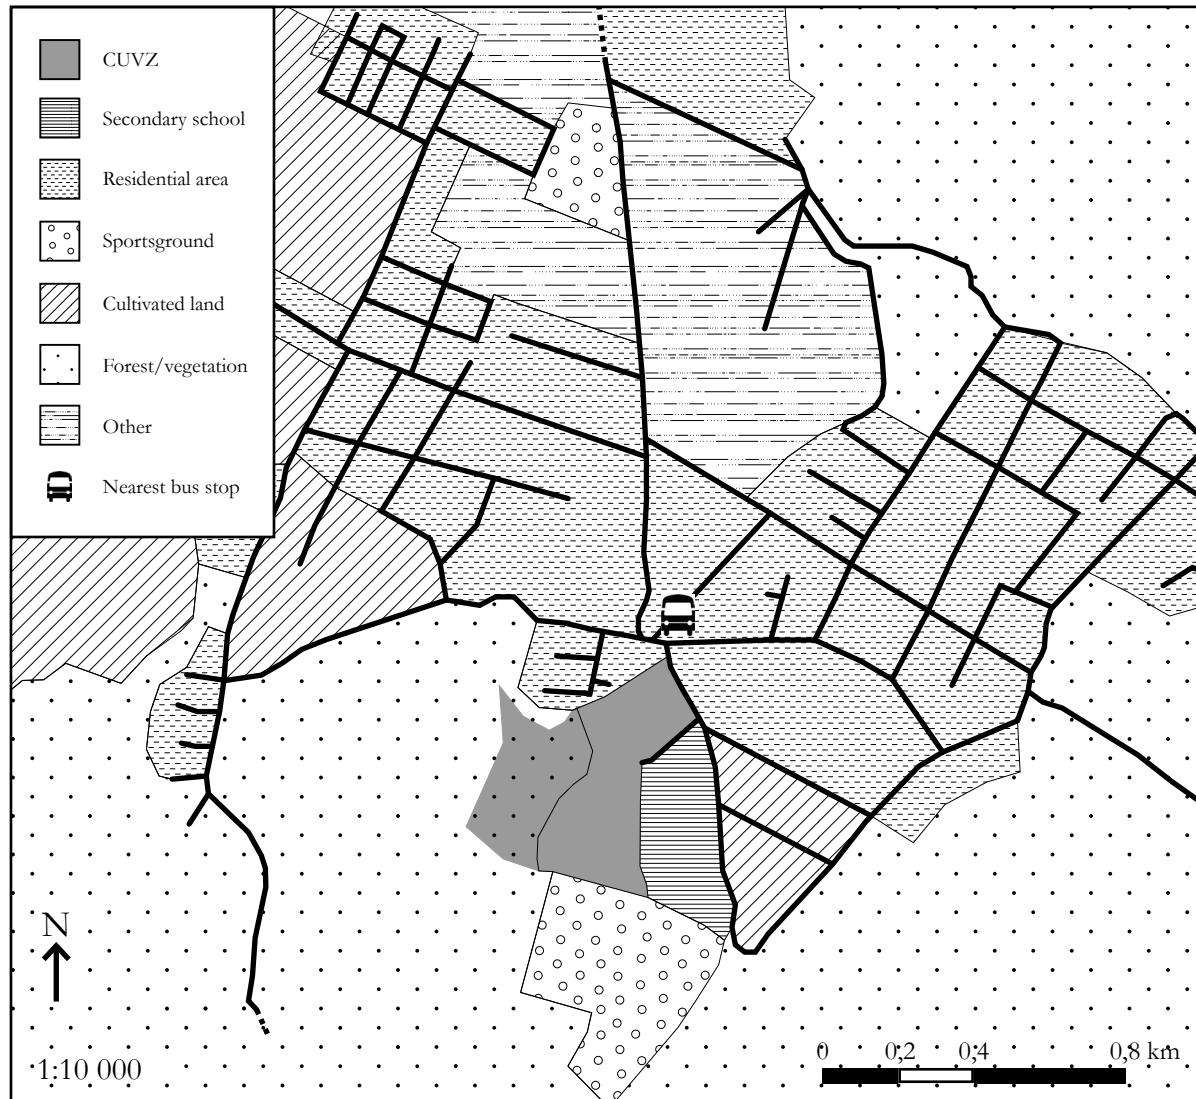 CUVZ
Secondary school
Residential area
Sportsground
Cultivated land
Forest/vegetation
Other
Nearest bus stop
N
1:10 000
0 0,2 0,4 0,8 km